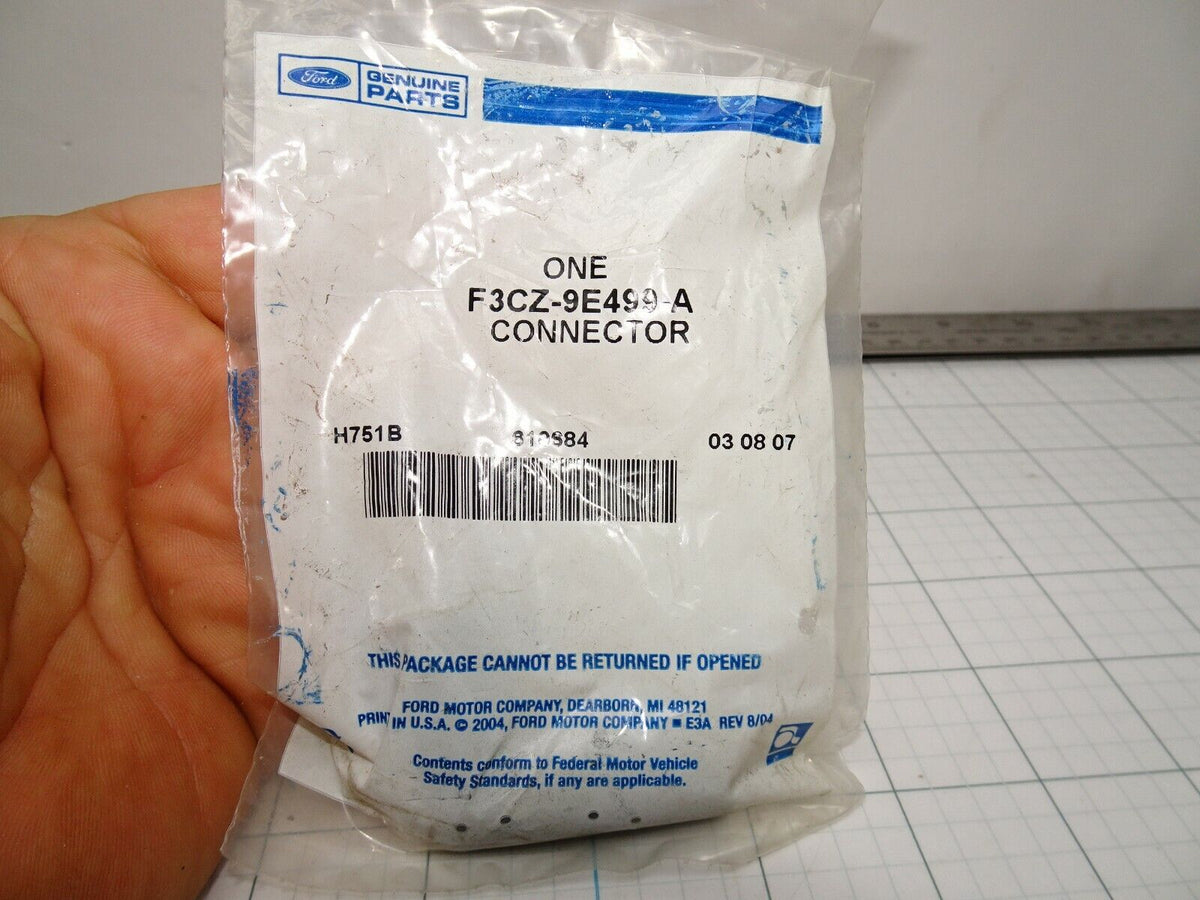 Ford
GENUINE
PARTS
ONE
F3CZ-9E499-A
CONNECTOR
H751B 03 08 07
THIS PACKAGE CANNOT BE RETURNED IF OPENED
FORD MOTOR COMPANY, DEARBORN, MI 48121
PRINT IN U.S.A. © 2004, FORD MOTOR COMPANY ■ E3A REV 8/04
Contents conform to Federal Motor Vehicle
Safety Standards, if any are applicable.